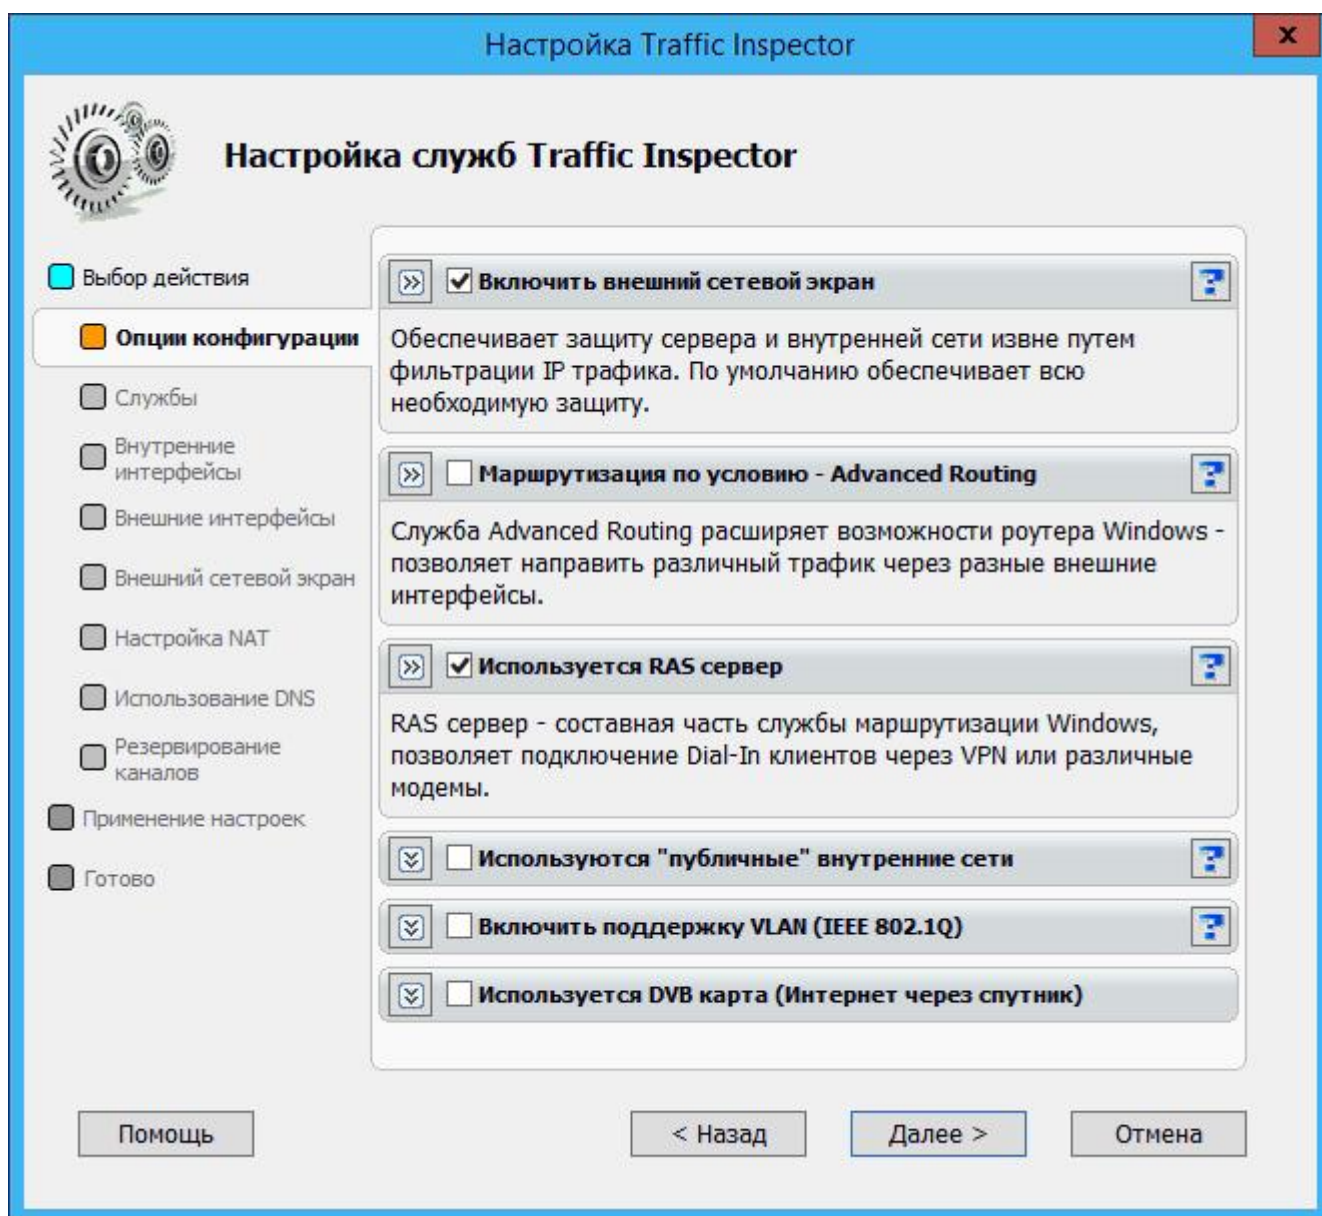 Настройка Traffic Inspector
x
Настройка служб Traffic Inspector
Выбор действия
Опции конфигурации
Службы
Внутренние
интерфейсы
Внешние интерфейсы
Внешний сетевой экран
Настройка NAT
Использование DNS
Резервирование
каналов
Применение настроек
Готово
Включить внешний сетевой экран
?
Обеспечивает защиту сервера и внутренней сети извне путем
фильтрации IP трафика. По умолчанию обеспечивает всю
необходимую защиту.
Маршрутизация по условию - Advanced Routing
?
Служба Advanced Routing расширяет возможности роутера Windows -
позволяет направить различный трафик через разные внешние
интерфейсы.
Используется RAS сервер
?
RAS сервер - составная часть службы маршрутизации Windows,
позволяет подключение Dial-In клиентов через VPN или различные
модемы.
Используются "публичные" внутренние сети
?
Включить поддержку VLAN (IEEE 802.1Q)
?
Используется DVB карта (Интернет через спутник)
Помощь
< Назад
Далее >
Отмена